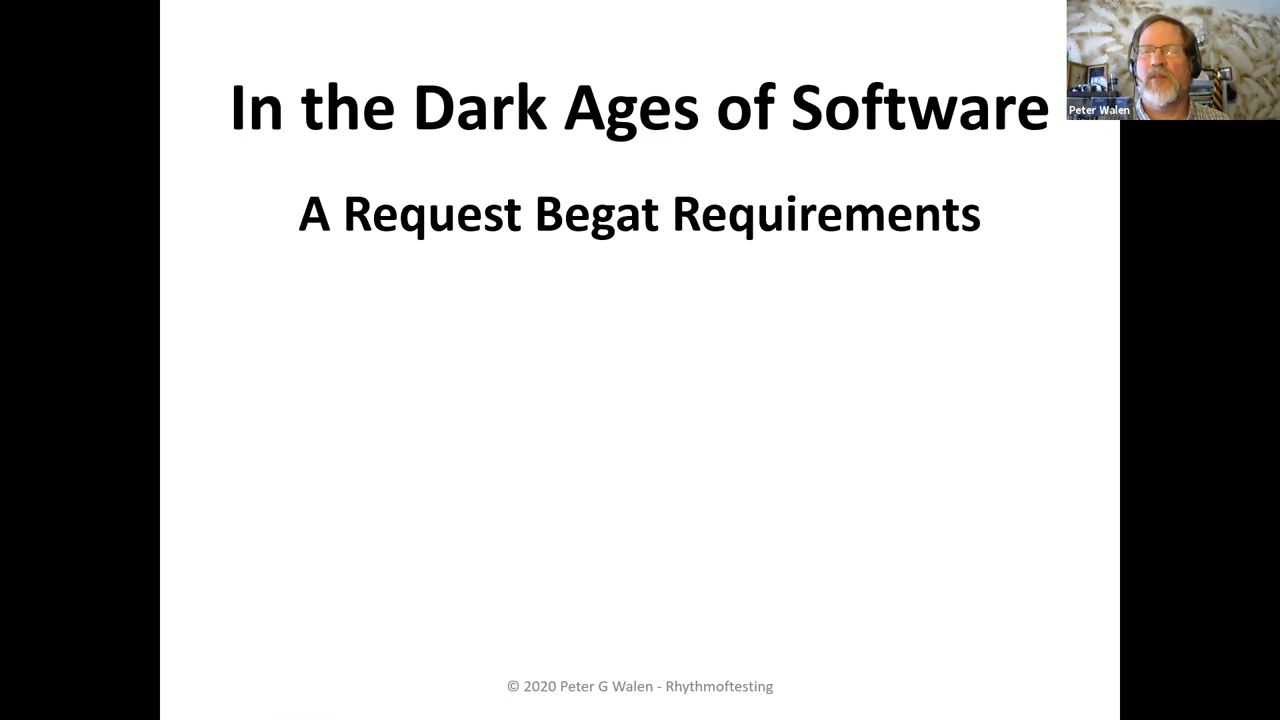 In the Dark Ages of Software
Peter Walen
A Request Begat Requirements
© 2020 Peter G Walen - Rhythmoftesting